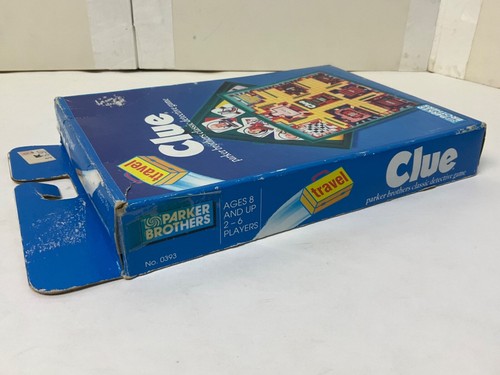 Clue
parker brothers classic detective game
travel
PARKER
BROTHERS
No. 0393
AGES 8
AND UP
2 - 6
PLAYERS
travel
Clue
parker brothers classic detective game